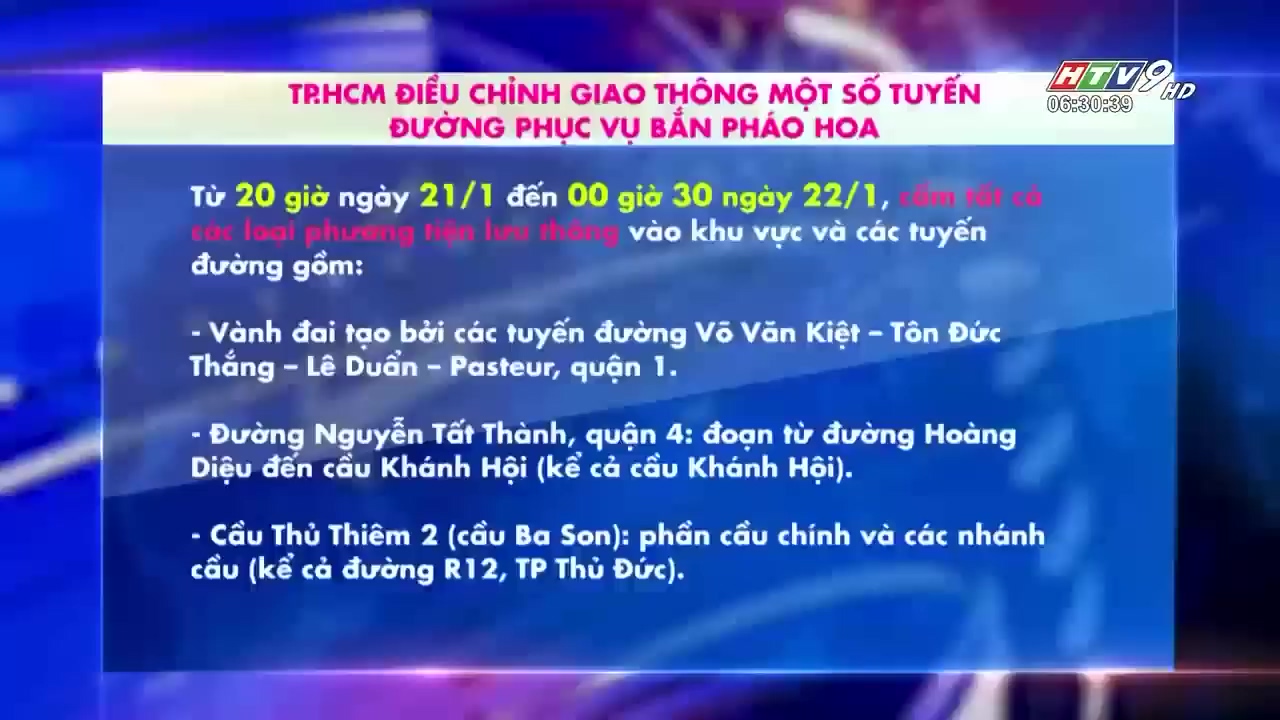 TP.HCM ĐIỀU CHỈNH GIAO THÔNG MỘT SỐ TUYẾN
ĐƯỜNG PHỤC VỤ BẮN PHÁO HOA
HTV9 HD
06:30:39
Từ 20 giờ ngày 21/1 đến 00 giờ 30 ngày 22/1, cấm tất cả
các loại phương tiện lưu thông vào khu vực và các tuyến
đường gồm:
- Vành đai tạo bởi các tuyến đường Võ Văn Kiệt – Tôn Đức
Thắng – Lê Duẩn – Pasteur, quận 1.
- Đường Nguyễn Tất Thành, quận 4: đoạn từ đường Hoàng
Diệu đến cầu Khánh Hội (kể cả cầu Khánh Hội).
- Cầu Thủ Thiêm 2 (cầu Ba Son): phần cầu chính và các nhánh
cầu (kể cả đường R12, TP Thủ Đức).